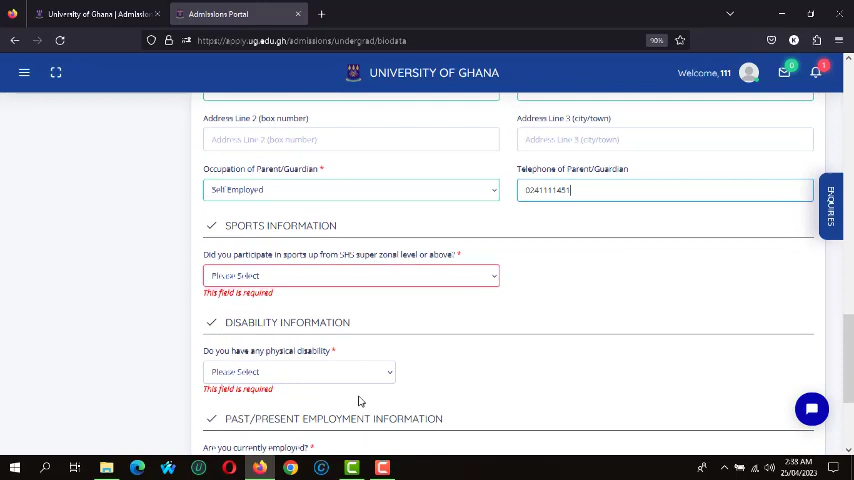 University of Ghana | Admission
Admissions Portal
https://apply.ug.edu.gh/admissions/undergrad/biodata
90%
K
UNIVERSITY OF GHANA
Welcome, 111
0
1
Address Line 2 (box number)
Address Line 3 (city/town)
Address Line 2 (box number)
Address Line 3 (city/town)
Occupation of Parent/Guardian *
Telephone of Parent/Guardian
Self Employed
0241111451
ENQUIRES
SPORTS INFORMATION
Did you participate in sports up from SHS super zonal level or above? *
Please Select
This field is required
DISABILITY INFORMATION
Do you have any physical disability *
Please Select
This field is required
PAST/PRESENT EMPLOYMENT INFORMATION
Are you currently employed? *
2:33 AM
25/04/2023